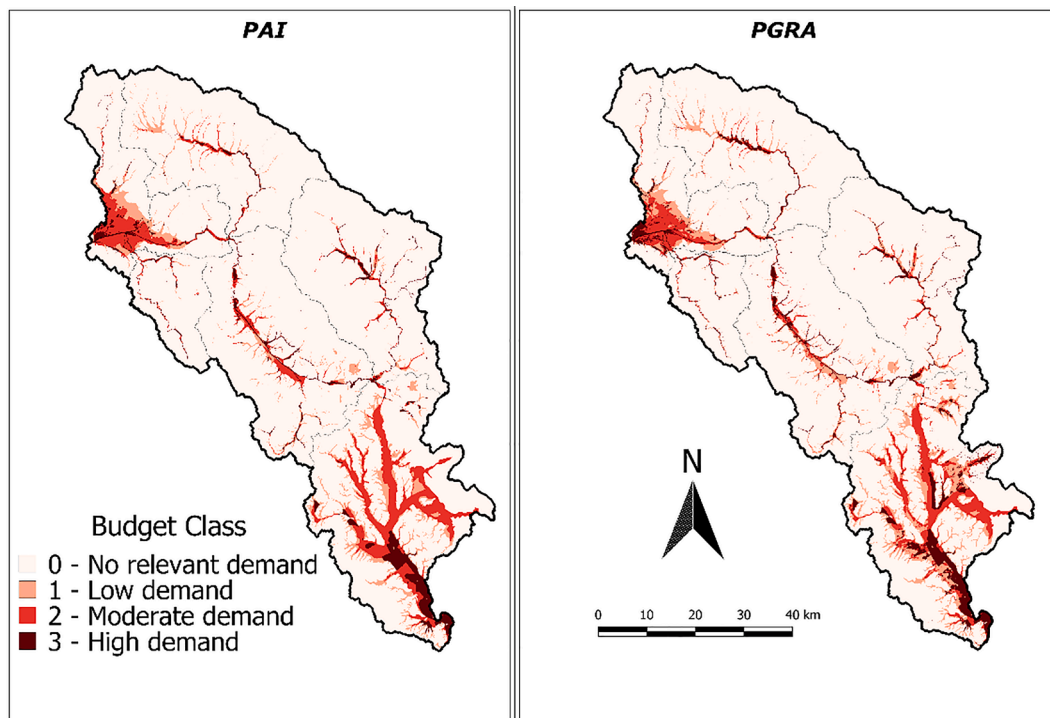 PAI
PGRA
Budget Class
0 - No relevant demand
1 - Low demand
2 - Moderate demand
3 - High demand
N
0 10 20 30 40 km